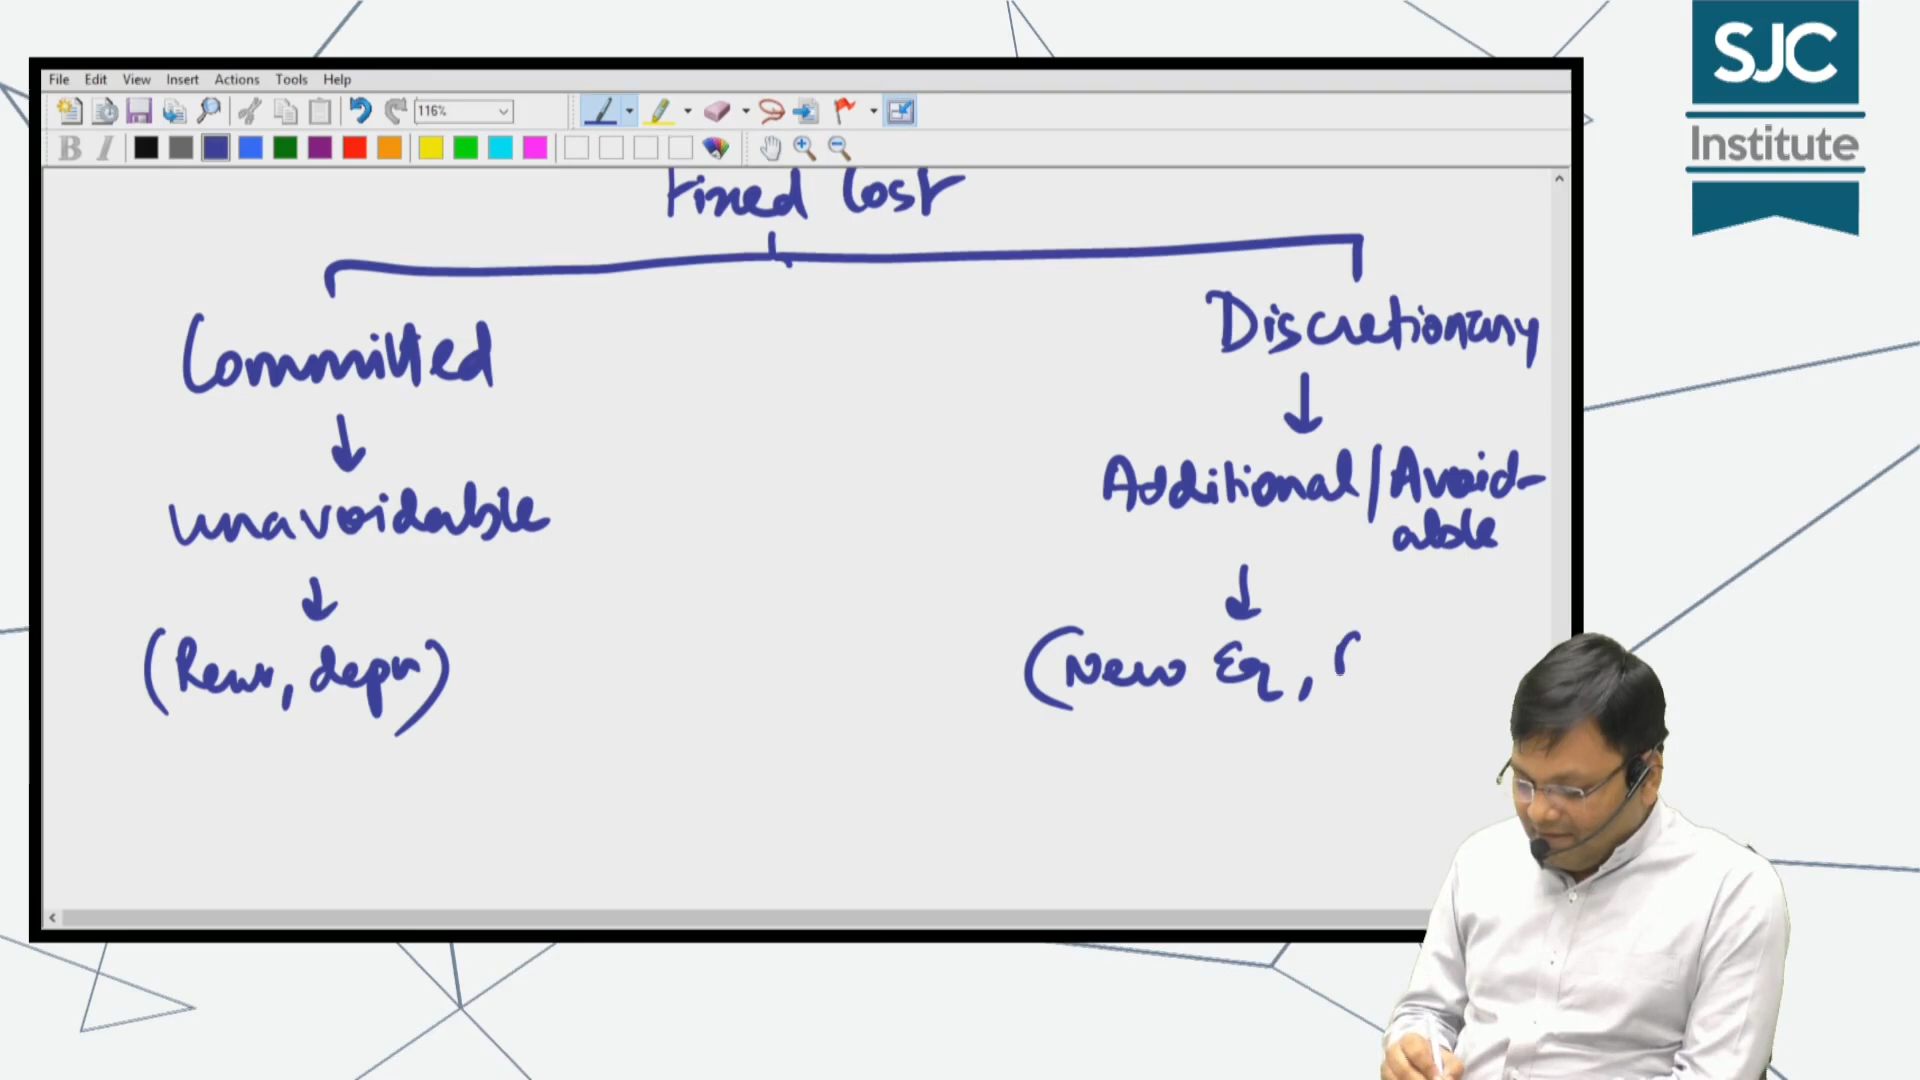 SJC
Institute
File Edit View Insert Actions Tools Help
116%
B I
Fixed Cost
Committed
Discretionary
unavoidable
Additional/Avoid-
able
(Rent, depn)
(New Eq, R